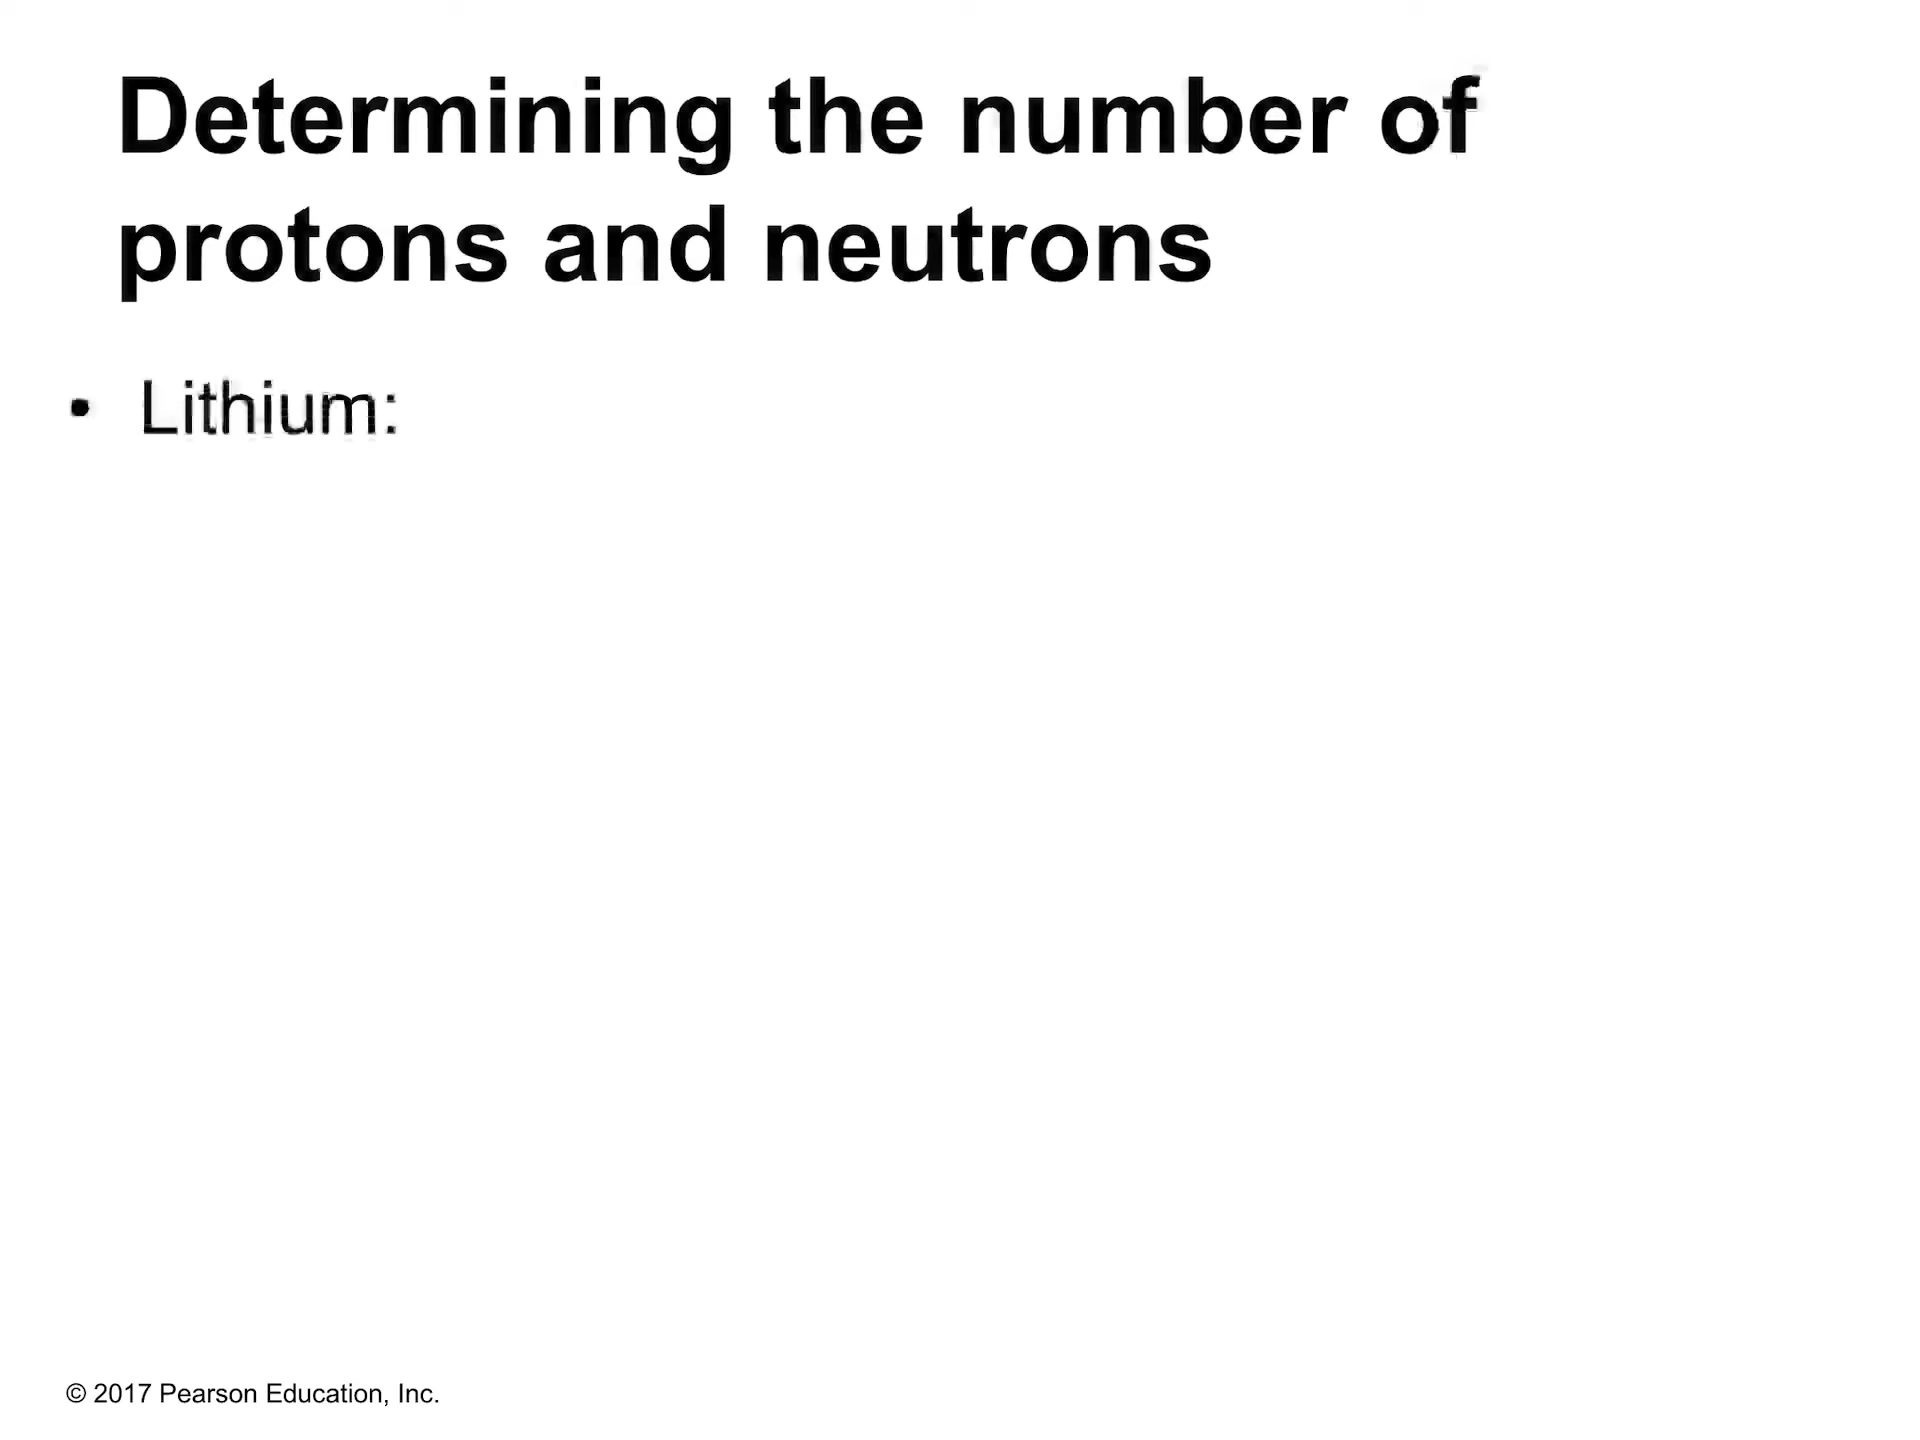 Determining the number of
protons and neutrons
• Lithium:
© 2017 Pearson Education, Inc.